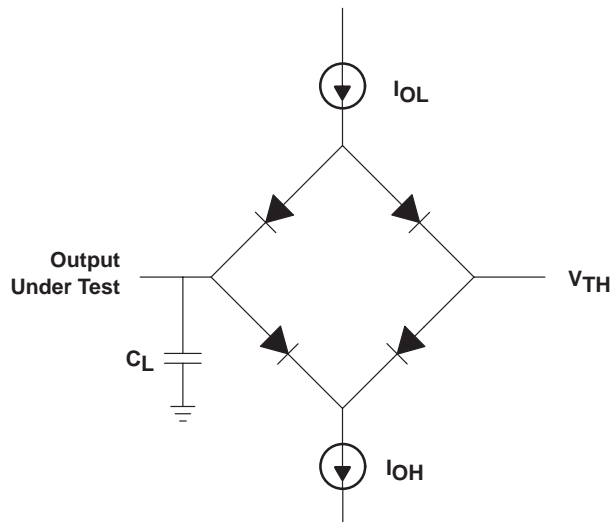 IOL
Output
Under Test
VTH
CL
IOH